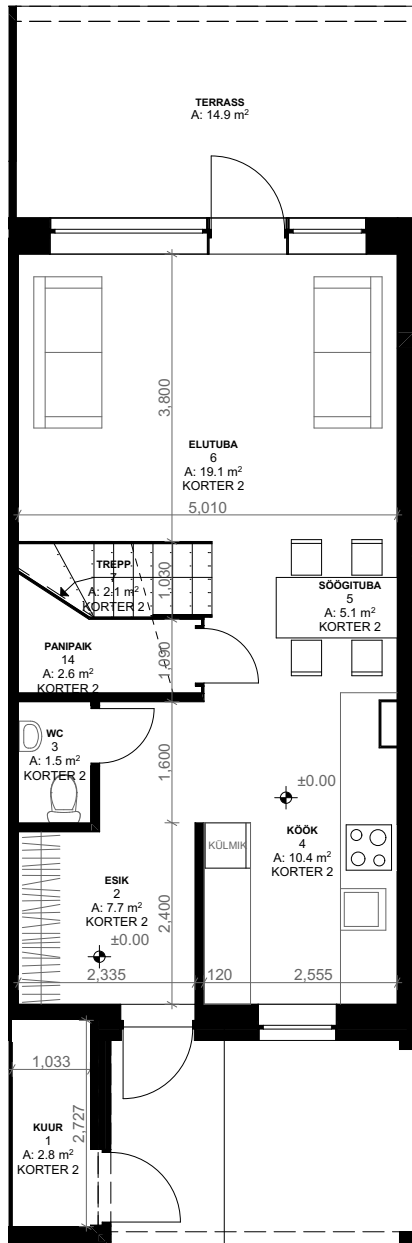 TERRASS
A: 14.9 m²
3,800
ELUTUBA
6
A: 19.1 m²
KORTER 2
5,010
TREPP
7
A: 2.1 m²
KORTER 2
1,030
SÖÖGITUBA
5
A: 5.1 m²
KORTER 2
PANIPAIK
14
A: 2.6 m²
KORTER 2
1,090
WC
3
A: 1.5 m²
KORTER 2
1,600
±0.00
KÖÖK
4
A: 10.4 m²
KORTER 2
KÜLMIK
ESIK
2
A: 7.7 m²
KORTER 2
±0.00
2,400
2,335
120
2,555
1,033
2,727
KUUR
1
A: 2.8 m²
KORTER 2